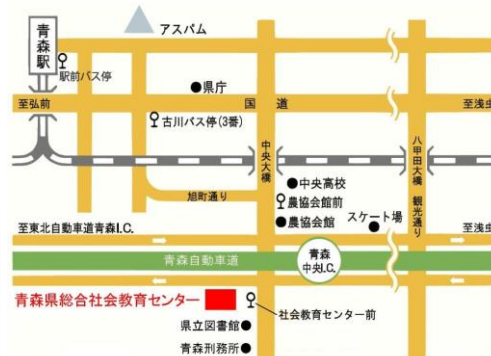 アスパム
青森駅
駅前バス停
県庁
至弘前
国道
至浅虫
古川バス停(3番)
中央大橋
八甲田大橋
観光通り
中央高校
旭町通り
農協会館前
農協会館
スケート場
至東北自動車道青森I.C.
至浅虫
青森自動車道
青森
中央I.C.
青森県総合社会教育センター
社会教育センター前
県立図書館
青森刑務所